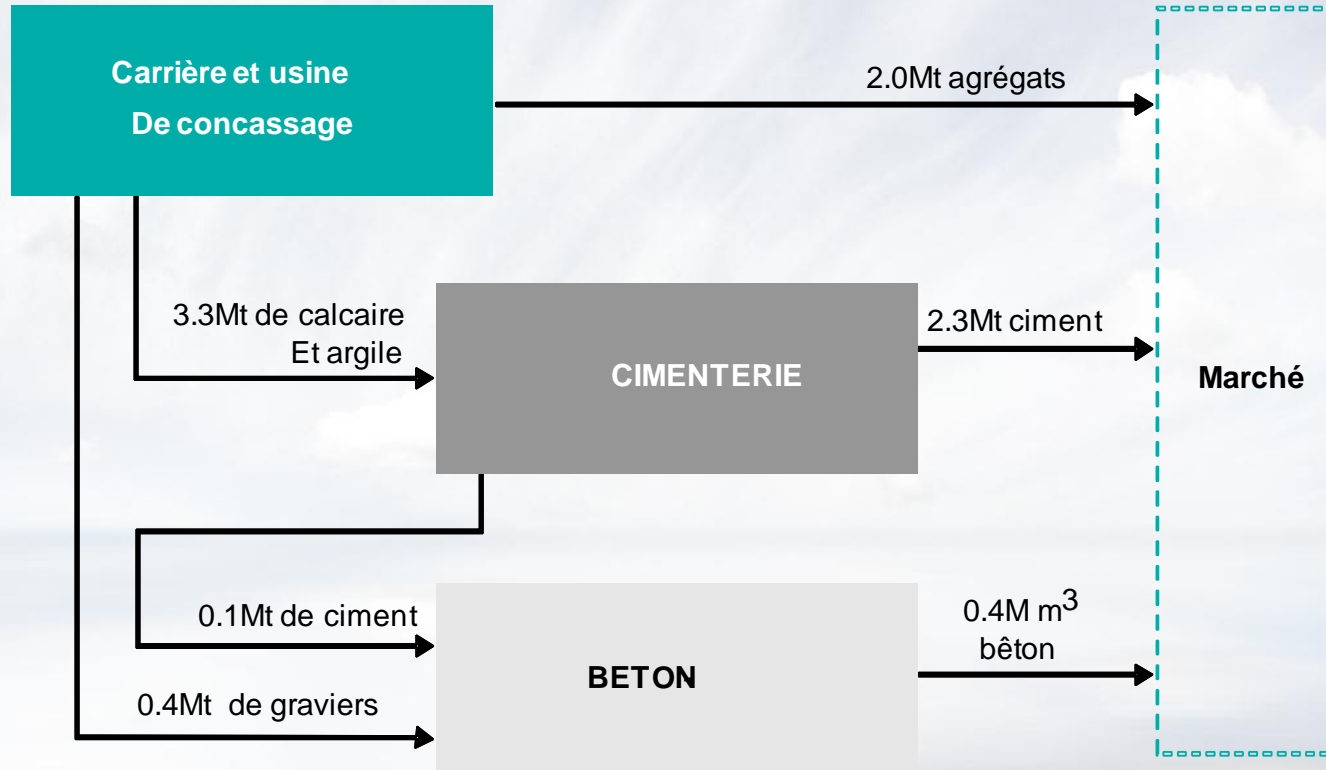 Carrière et usine
De concassage
2.0Mt agrégats
3.3Mt de calcaire
Et argile
CIMENTERIE
2.3Mt ciment
Marché
0.1Mt de ciment
BETON
0.4M m³
bêton
0.4Mt de graviers